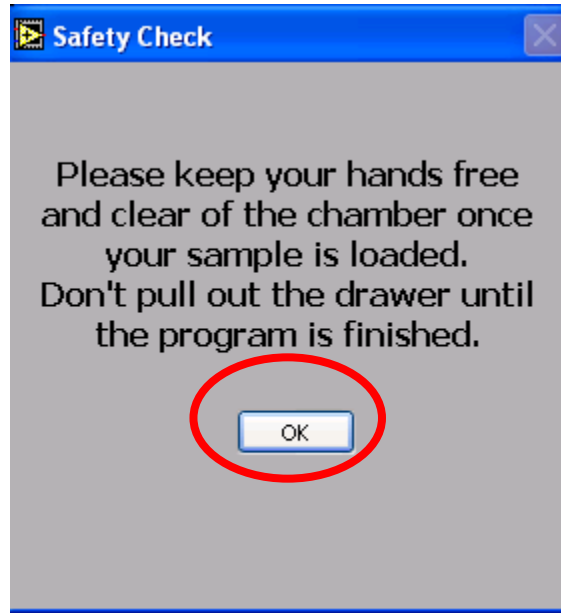 Safety Check
Please keep your hands free
and clear of the chamber once
your sample is loaded.
Don't pull out the drawer until
the program is finished.
OK